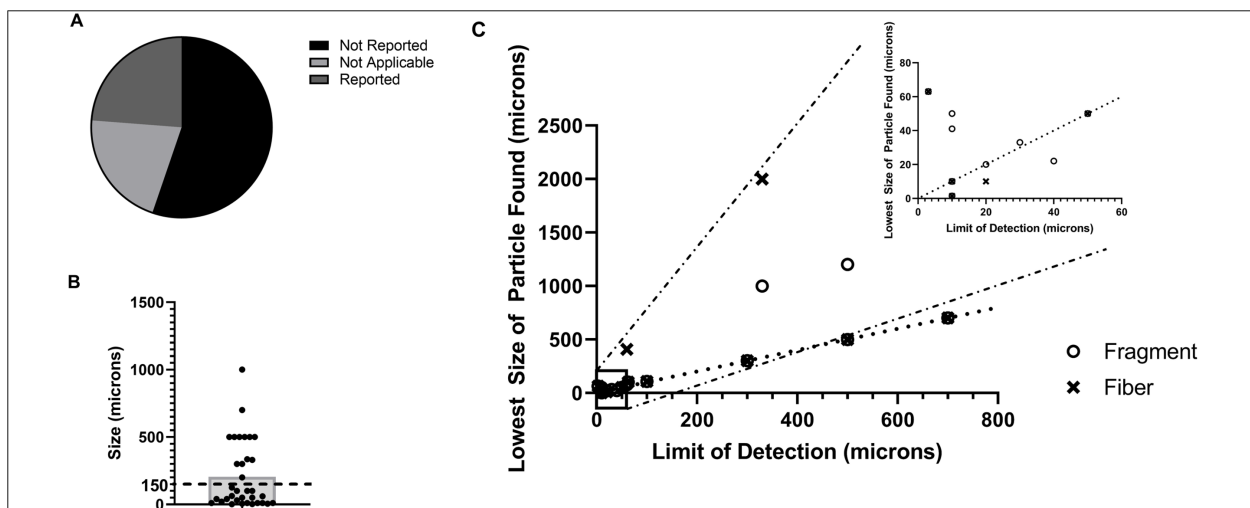 A
Not Reported
Not Applicable
Reported
B
Size (microns)
1500
1000
500
150
0
C
Lowest Size of Particle Found (microns)
2500
2000
1500
1000
500
0
0 200 400 600 800
Limit of Detection (microns)
Lowest Size of Particle Found (microns)
80
60
40
20
0
0 20 40 60
Limit of Detection (microns)
Fragment
Fiber